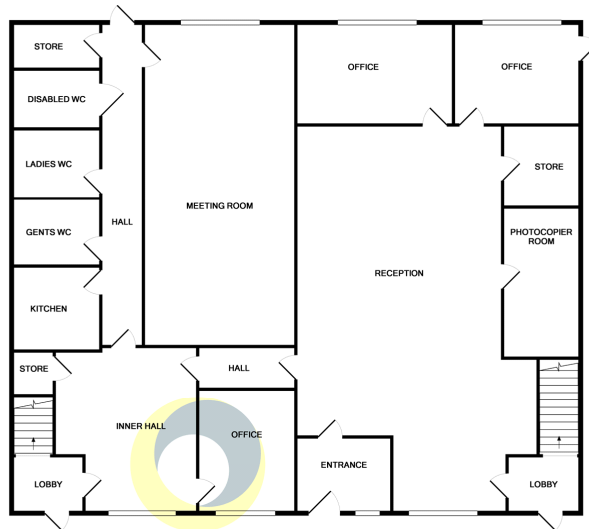 STORE
OFFICE
OFFICE
DISABLED WC
LADIES WC
STORE
MEETING ROOM
HALL
GENTS WC
PHOTOCOPIER
ROOM
RECEPTION
KITCHEN
STORE
HALL
INNER HALL
OFFICE
ENTRANCE
LOBBY
LOBBY